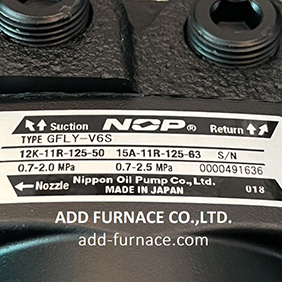 Suction NOP® Return
TYPE GFLY-V6S
12K-11R-125-50 15A-11R-125-63 S/N
0.7-2.0 MPa 0.7-2.5 MPa 0000491636
Nozzle Nippon Oil Pump Co., Ltd.
MADE IN JAPAN 018
ADD FURNACE CO.,LTD.
add-furnace.com